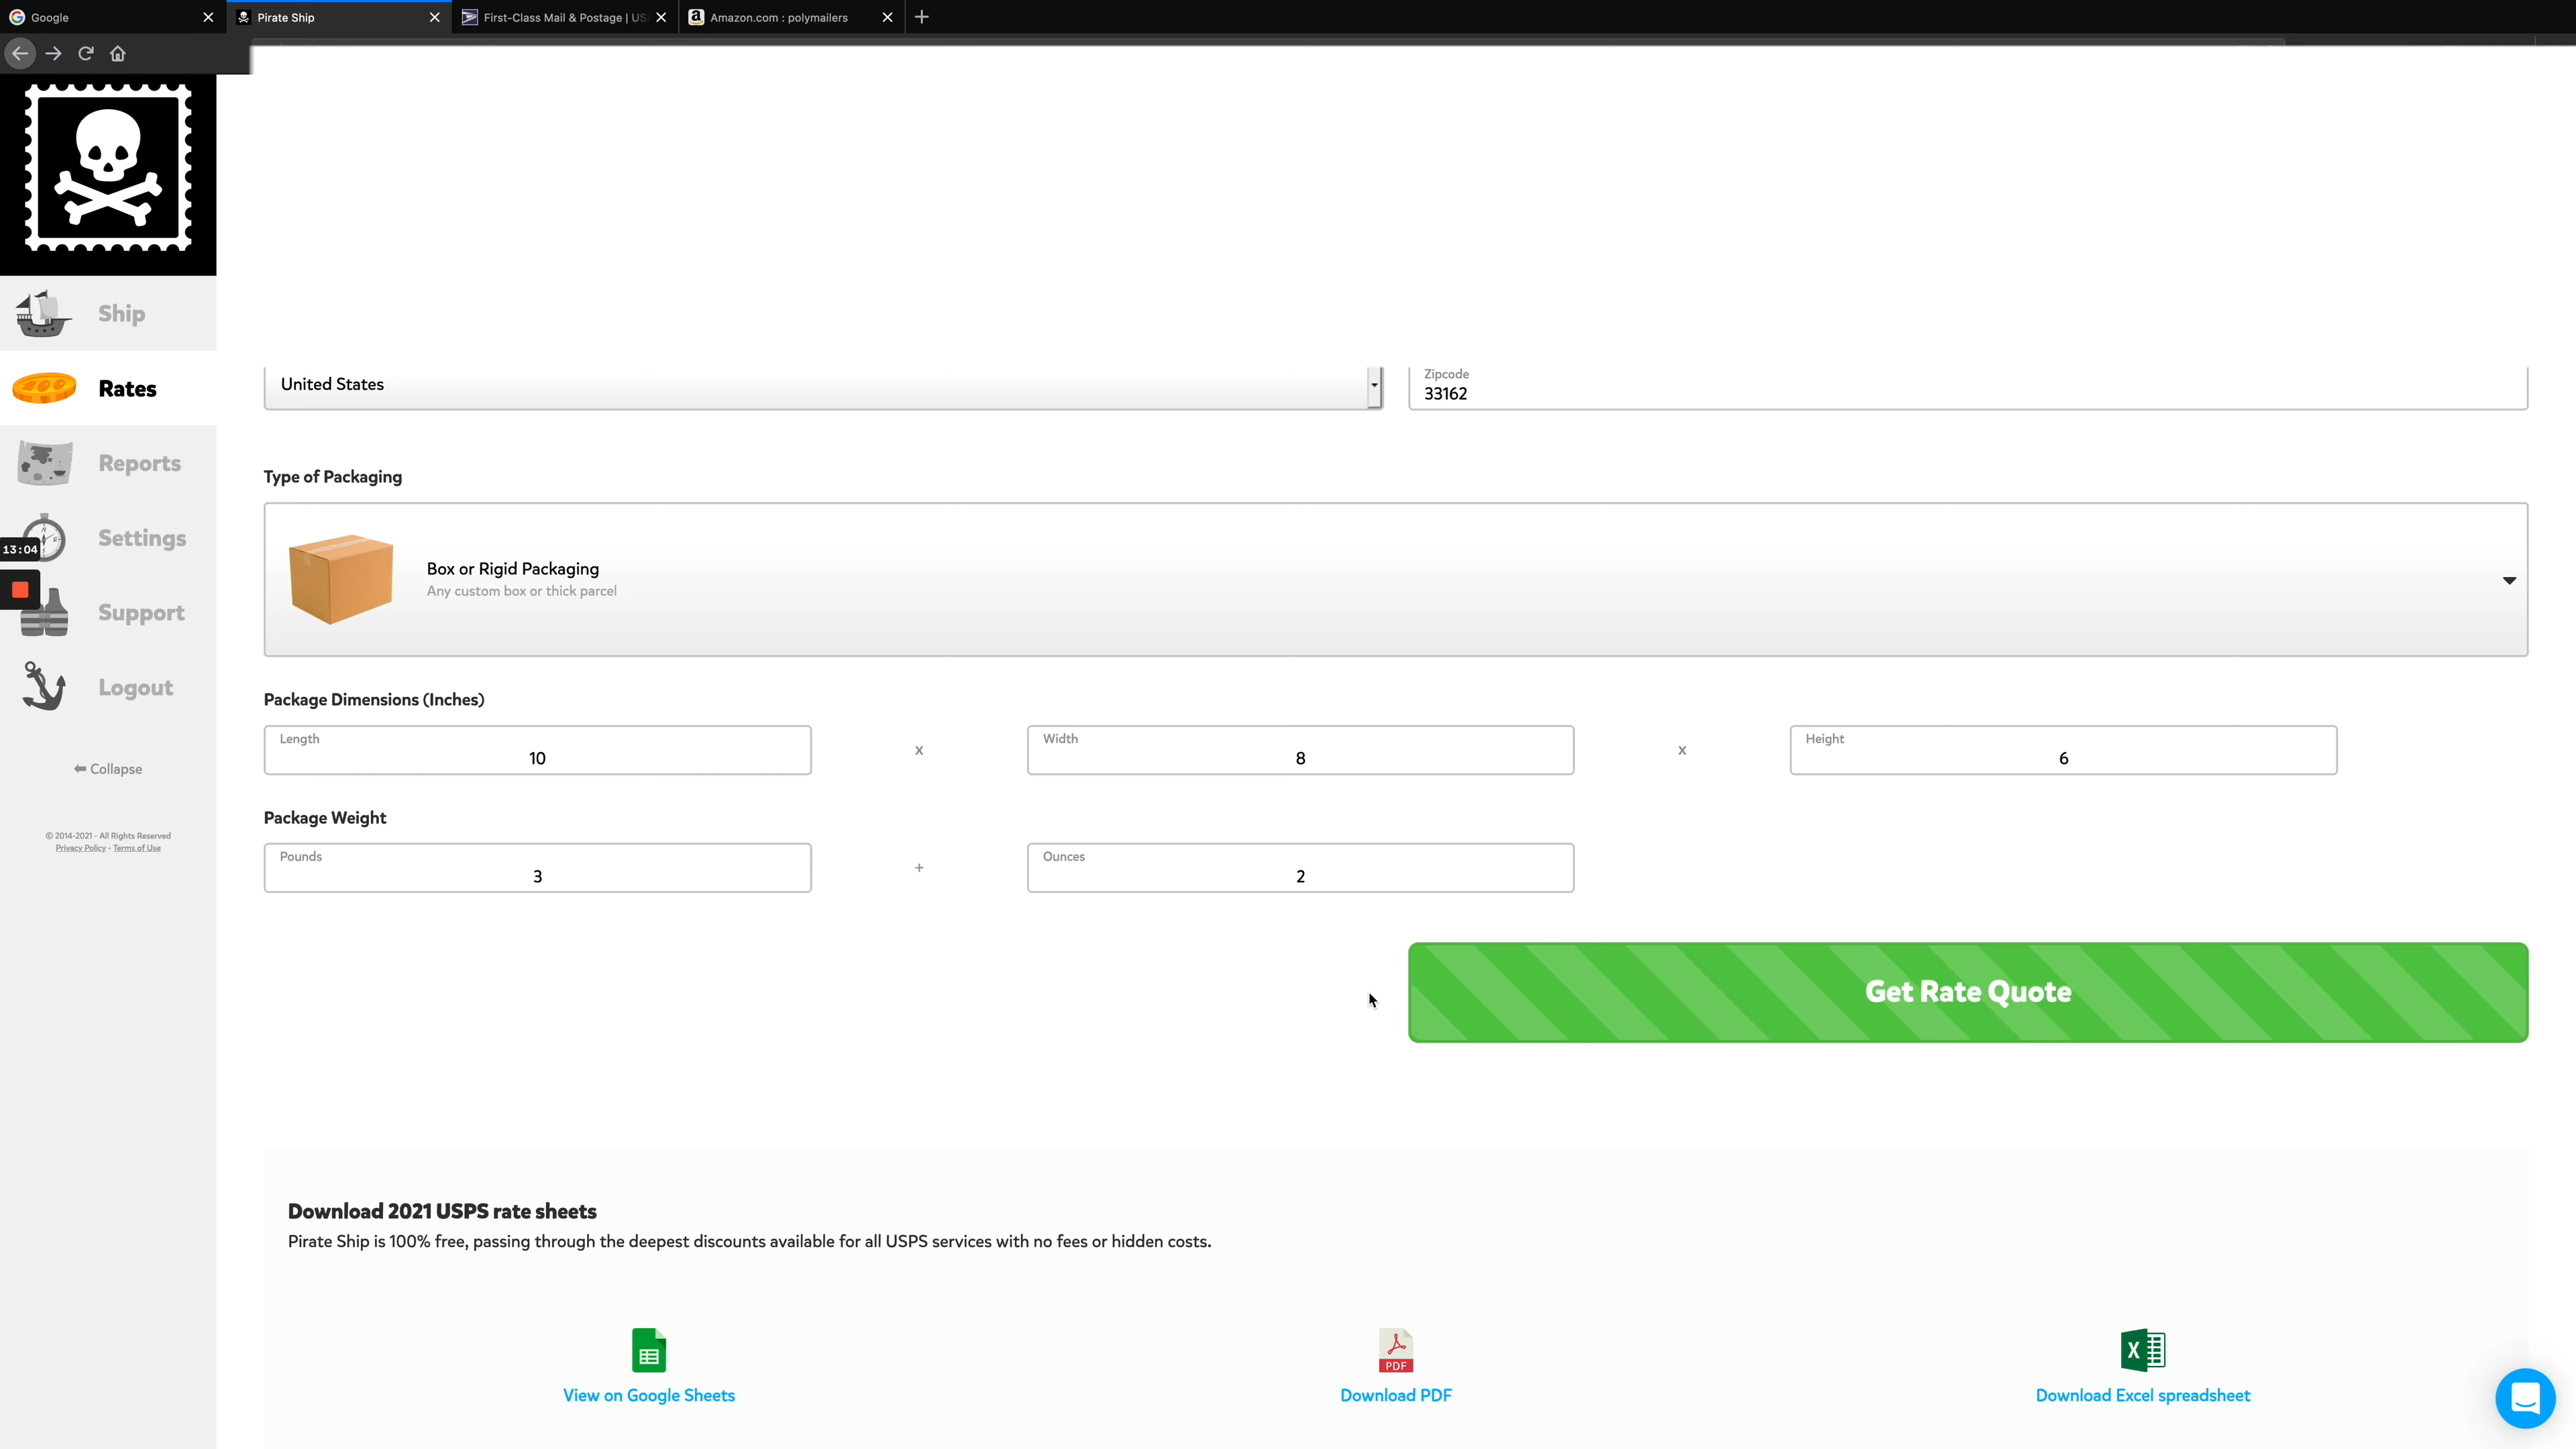 Google
Pirate Ship
First-Class Mail & Postage | US
Amazon.com : polymailers
Ship
Rates
Reports
Settings
13:04
Support
Logout
Collapse
© 2014-2021 - All Rights Reserved
Privacy Policy - Terms of Use
United States
Zipcode
33162
Type of Packaging
Box or Rigid Packaging
Any custom box or thick parcel
Package Dimensions (Inches)
Length
10
x
Width
8
x
Height
6
Package Weight
Pounds
3
+
Ounces
2
Get Rate Quote
Download 2021 USPS rate sheets
Pirate Ship is 100% free, passing through the deepest discounts available for all USPS services with no fees or hidden costs.
View on Google Sheets
PDF
Download PDF
X
Download Excel spreadsheet